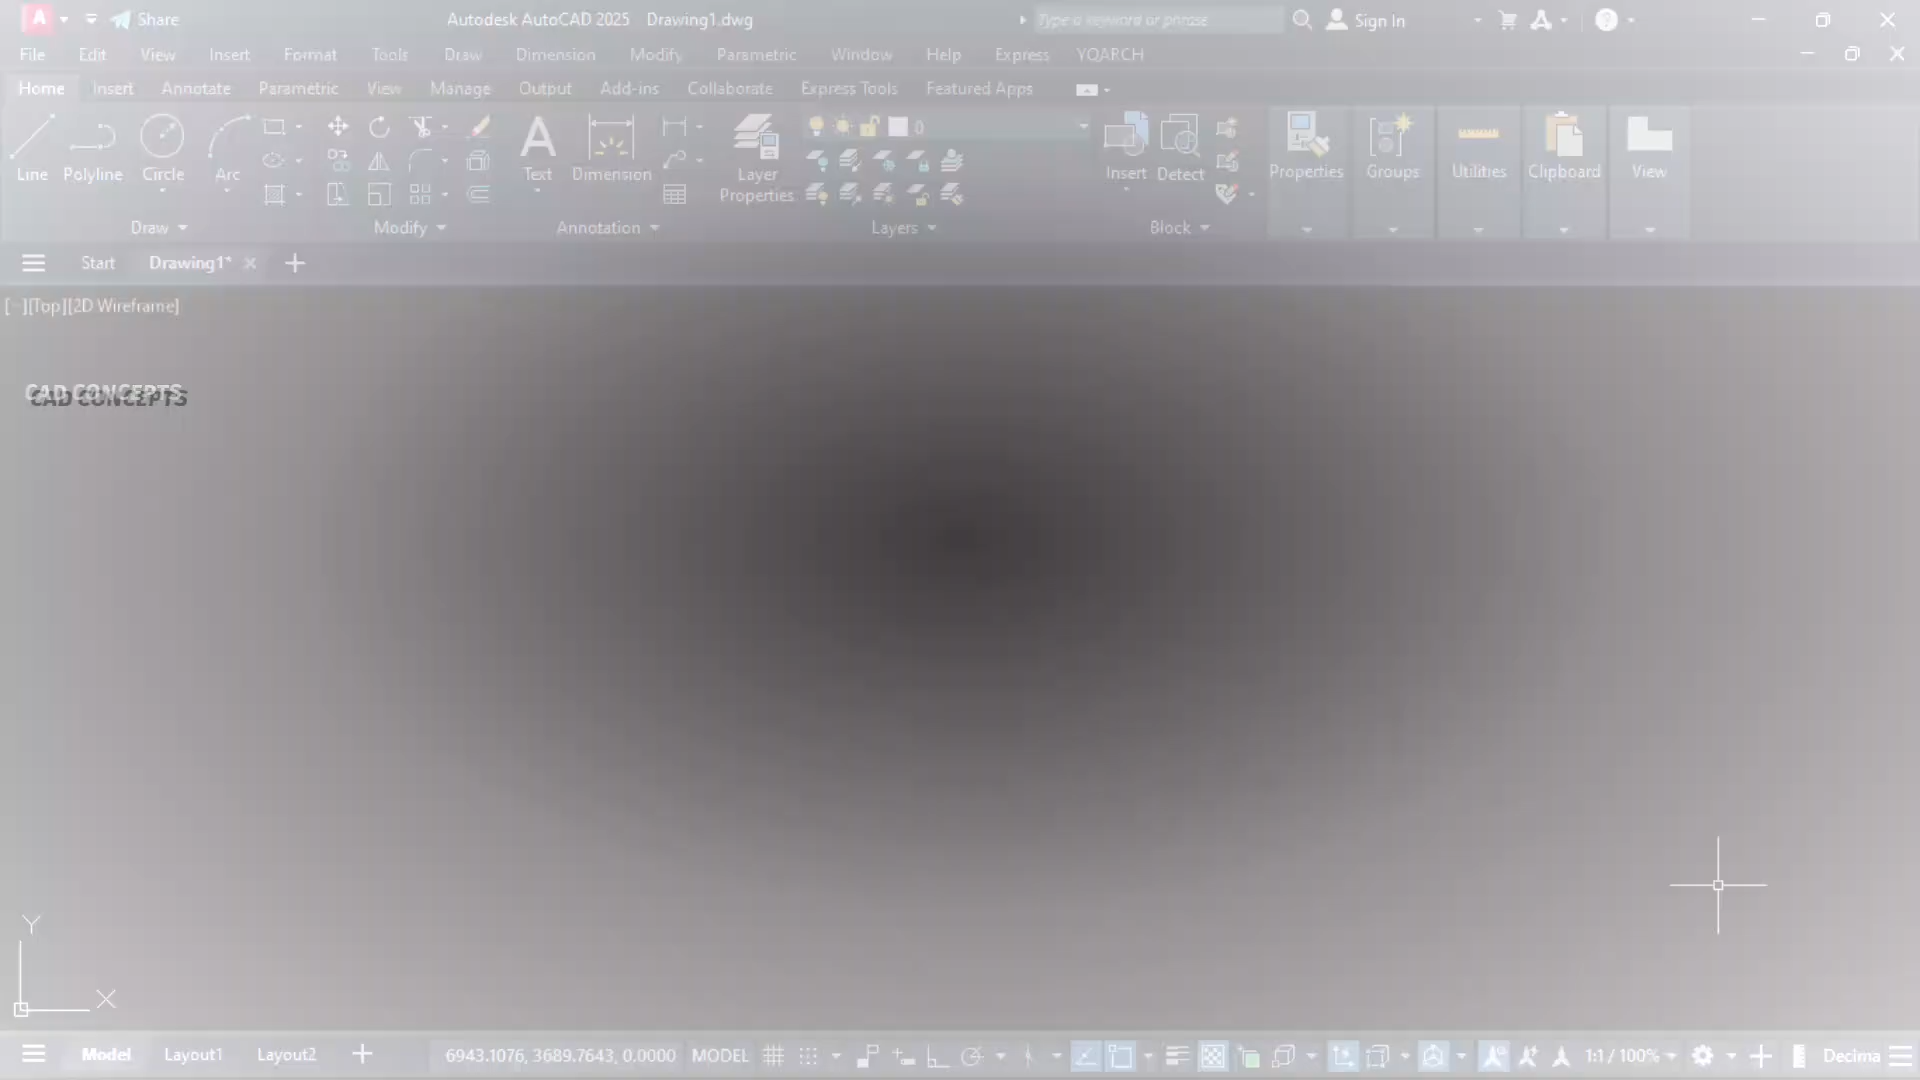 A Share Autodesk AutoCAD 2025 Drawing1.dwg Type a keyword or phrase Sign In
File Edit View Insert Format Tools Draw Dimension Modify Parametric Window Help Express YQARCH
Home Insert Annotate Parametric View Manage Output Add-ins Collaborate Express Tools Featured Apps
0
Line Polyline Circle Arc Text Dimension Layer Properties Insert Detect Properties Groups Utilities Clipboard View
Draw Modify Annotation Layers Block
Start Drawing1*
[-][Top][2D Wireframe]
CAD CONCEPTS
Y
X
Model Layout1 Layout2 6943.1076, 3689.7643, 0.0000 MODEL 1:1 / 100% Decima